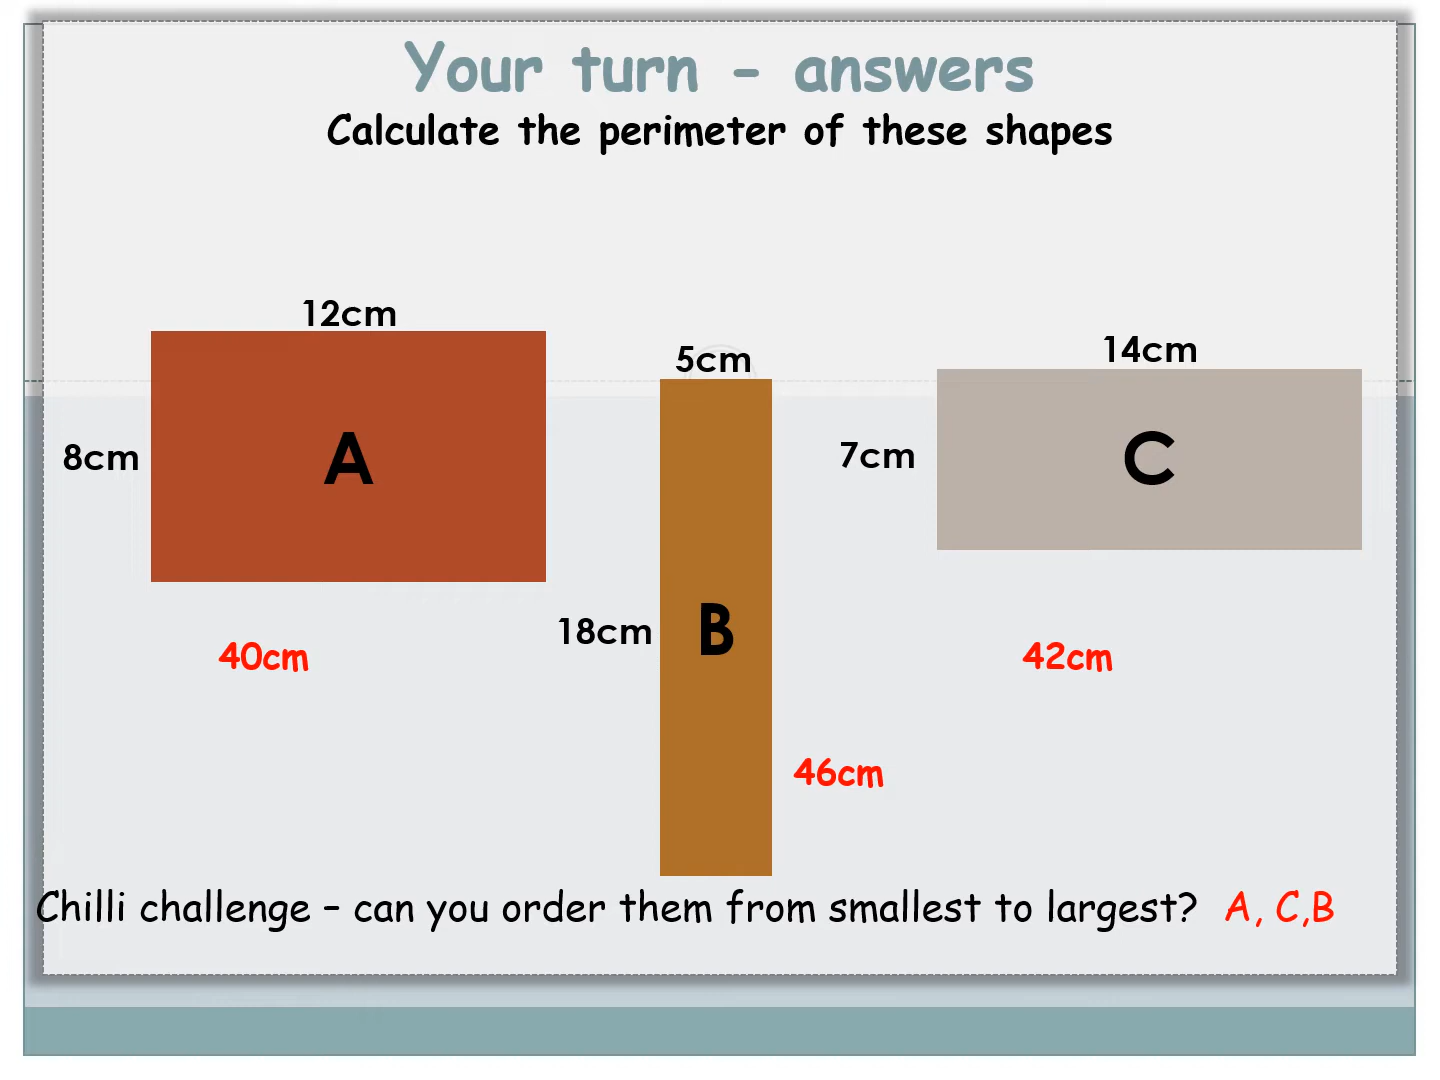 Your turn - answers
Calculate the perimeter of these shapes
12cm
5cm
14cm
8cm
A
7cm
C
18cm
B
40cm
42cm
46cm
Chilli challenge – can you order them from smallest to largest? A, C,B